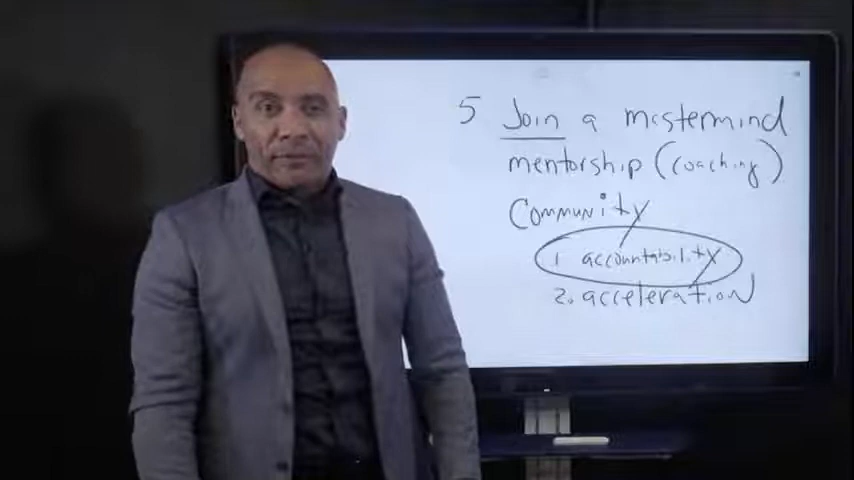 5 Join a mastermind
mentorship (coaching)
Community
1. accountability
2. acceleration